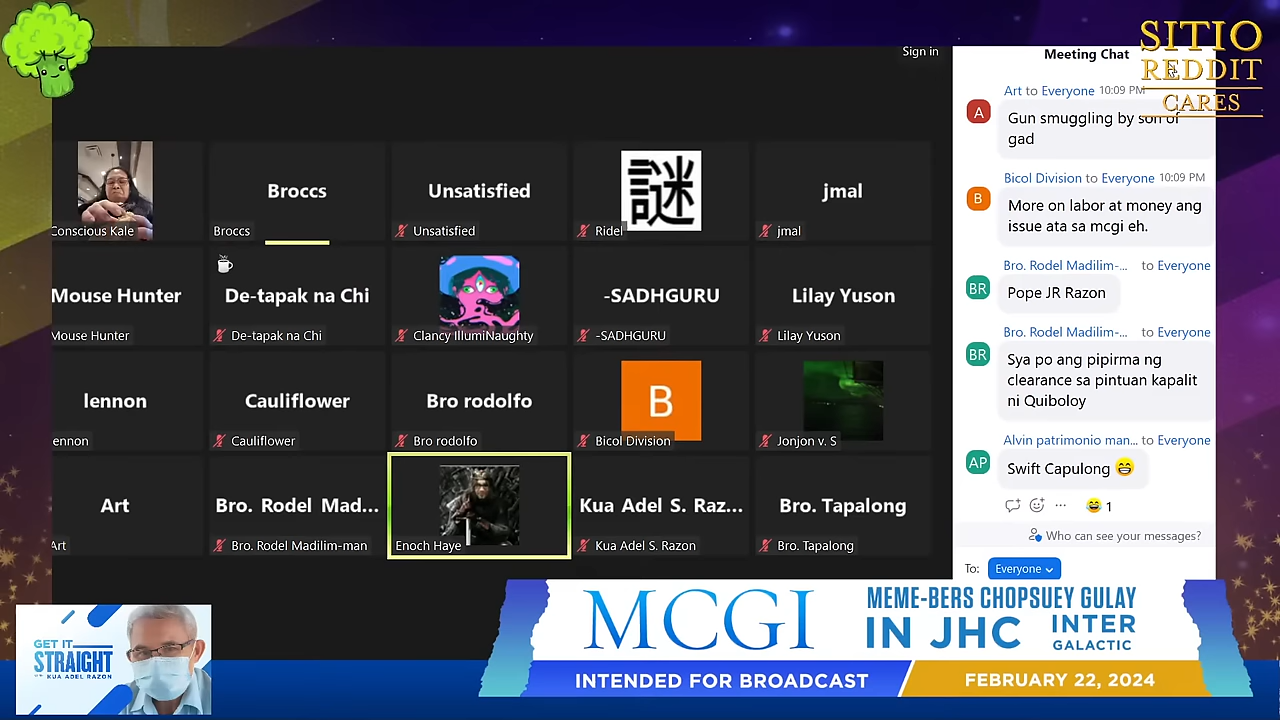 SITIO
REDDIT
CARES
Sign in
Meeting Chat
Conscious Kale
Broccs
Broccs
Unsatisfied
Unsatisfied
謎
Ridel
jmal
jmal
Mouse Hunter
Mouse Hunter
De-tapak na Chi
De-tapak na Chi
Clancy IllumiNaughty
-SADHGURU
-SADHGURU
Lilay Yuson
Lilay Yuson
lennon
ennon
Cauliflower
Cauliflower
Bro rodolfo
Bro rodolfo
B
Bicol Division
Jonjon v. S
Art
Art
Bro. Rodel Mad...
Bro. Rodel Madilim-man
Enoch Haye
Kua Adel S. Raz...
Kua Adel S. Razon
Bro. Tapalong
Bro. Tapalong
Art to Everyone 10:09 PM
A
Gun smuggling by son of
gad
Bicol Division to Everyone 10:09 PM
B
More on labor at money ang
issue ata sa mcgi eh.
Bro. Rodel Madilim-... to Everyone
BR
Pope JR Razon
Bro. Rodel Madilim-... to Everyone
BR
Sya po ang pipirma ng
clearance sa pintuan kapalit
ni Quiboloy
Alvin patrimonio man... to Everyone
AP
Swift Capulong 😁
😂 1
Who can see your messages?
To: Everyone
GET IT
STRAIGHT
KUA ADEL RAZON
MCGI
MEME-BERS CHOPSUEY GULAY
IN JHC INTER
GALACTIC
INTENDED FOR BROADCAST
FEBRUARY 22, 2024